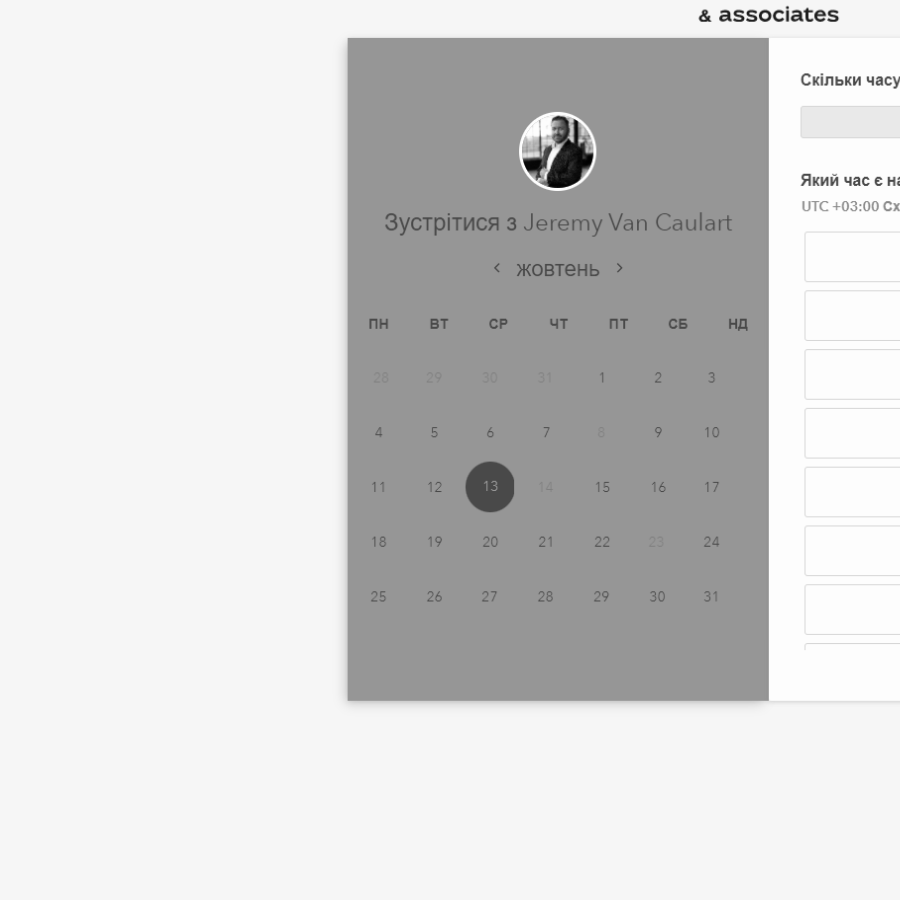 & associates
Зустрітися з Jeremy Van Caulart
жовтень
ПН ВТ СР ЧТ ПТ СБ НД
28 29 30 31 1 2 3
4 5 6 7 8 9 10
11 12 13 14 15 16 17
18 19 20 21 22 23 24
25 26 27 28 29 30 31
Скільки часу
Який час є
UTC +03:00